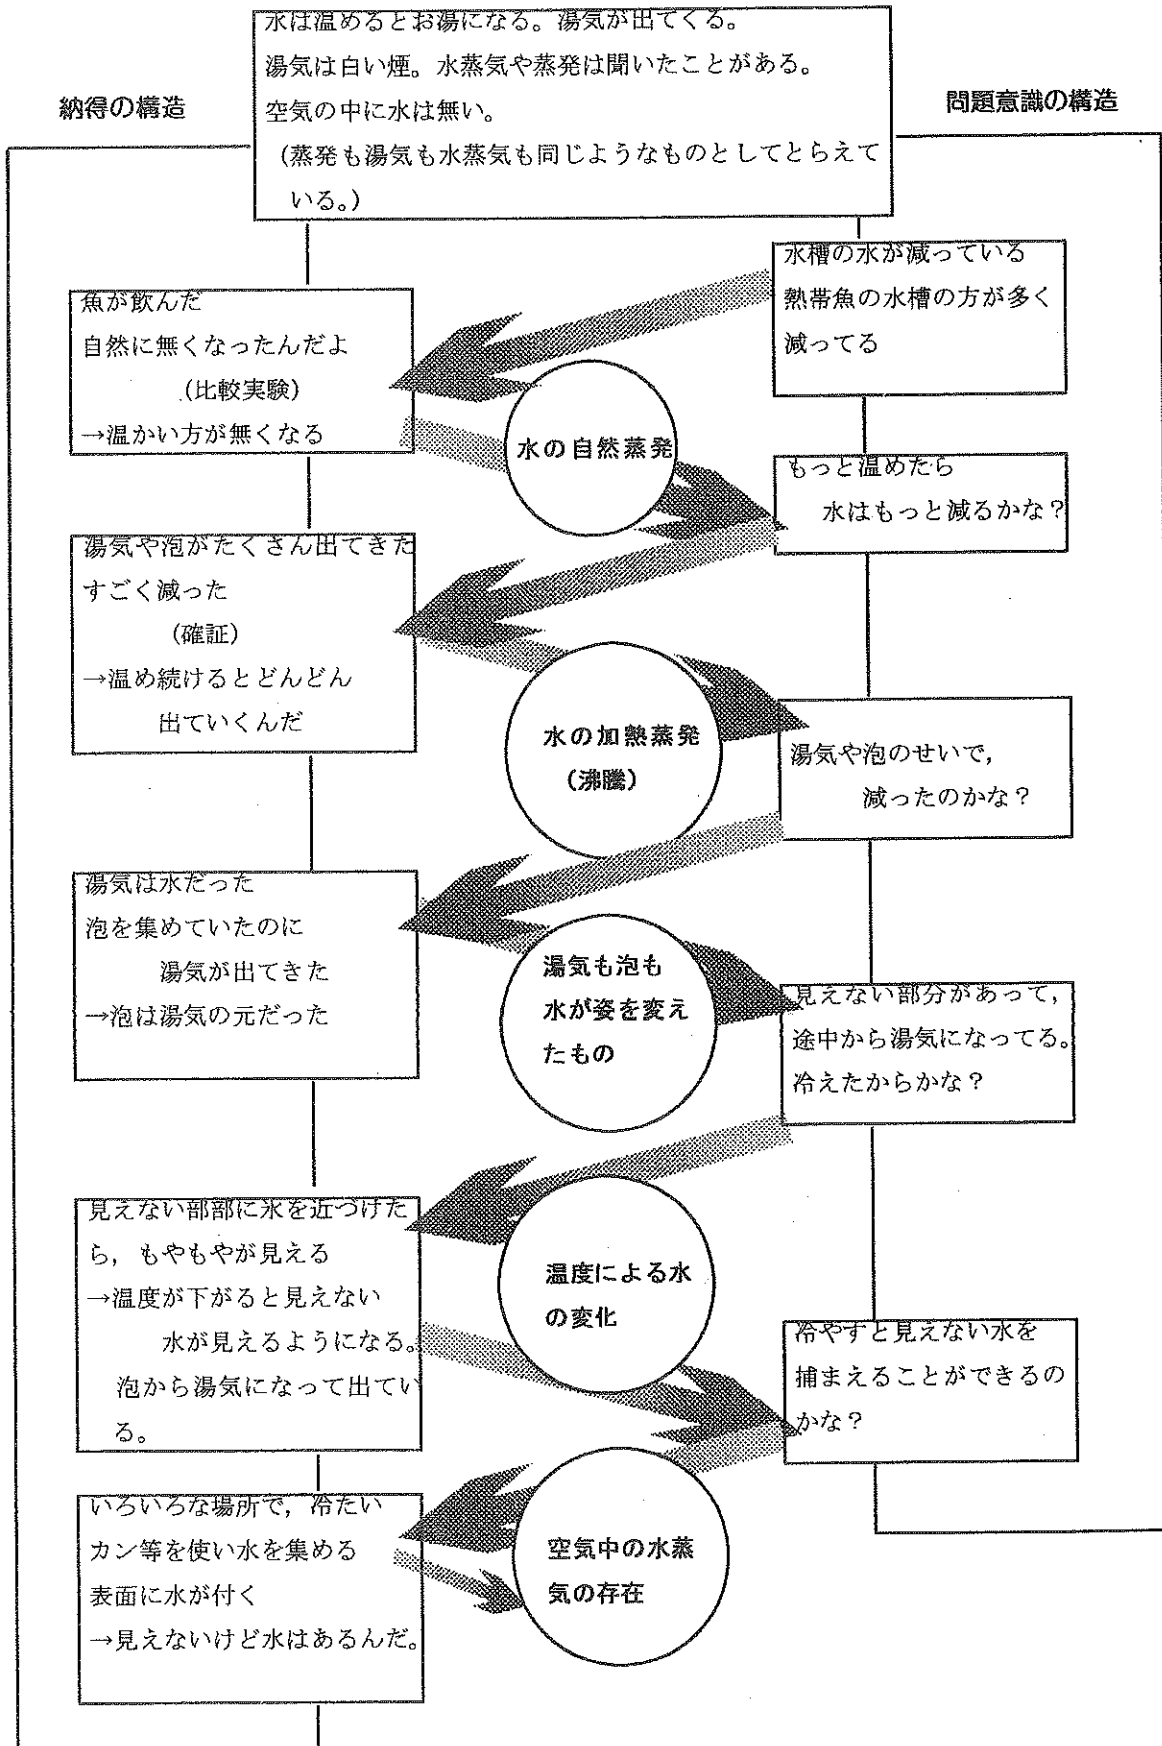 水は温めるとお湯になる。湯気が出てくる。
湯気は白い煙。水蒸気や蒸発は聞いたことがある。
空気の中に水は無い。
(蒸発も湯気も水蒸気も同じようなものとしてとらえて
いる。)
納得の構造
問題意識の構造
水槽の水が減っている
熱帯魚の水槽の方が多く
減ってる
魚が飲んだ
自然に無くなったんだよ
(比較実験)
→温かい方が無くなる
水の自然蒸発
もっと温めたら
水はもっと減るかな?
湯気や泡がたくさん出てきた
すごく減った
(確証)
→温め続けるとどんどん
出ていくんだ
水の加熱蒸発
(沸騰)
湯気や泡のせいで,
減ったのかな?
湯気は水だった
泡を集めていたのに
湯気が出てきた
→泡は湯気の元だった
湯気も泡も
水が姿を変え
たもの
見えない部分があって,
途中から湯気になってる。
冷えたからかな?
見えない部部に氷を近づけた
ら,もやもやが見える
→温度が下がると見えない
水が見えるようになる。
泡から湯気になって出てい
る。
温度による水
の変化
冷やすと見えない水を
捕まえることができるの
かな?
いろいろな場所で,冷たい
カン等を使い水を集める
表面に水が付く
→見えないけど水はあるんだ。
空気中の水蒸
気の存在